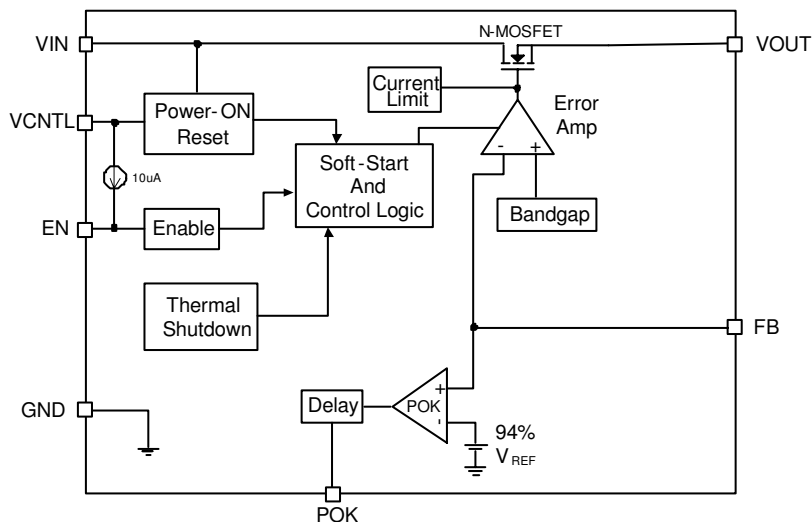 N-MOSFET
VIN
VOUT
Current
Limit
Error
Amp
VCNTL
Power-ON
Reset
- +
Soft-Start
And
Control Logic
10uA
Bandgap
EN
Enable
Thermal
Shutdown
FB
GND
Delay
POK
+
-
94%
VREF
POK